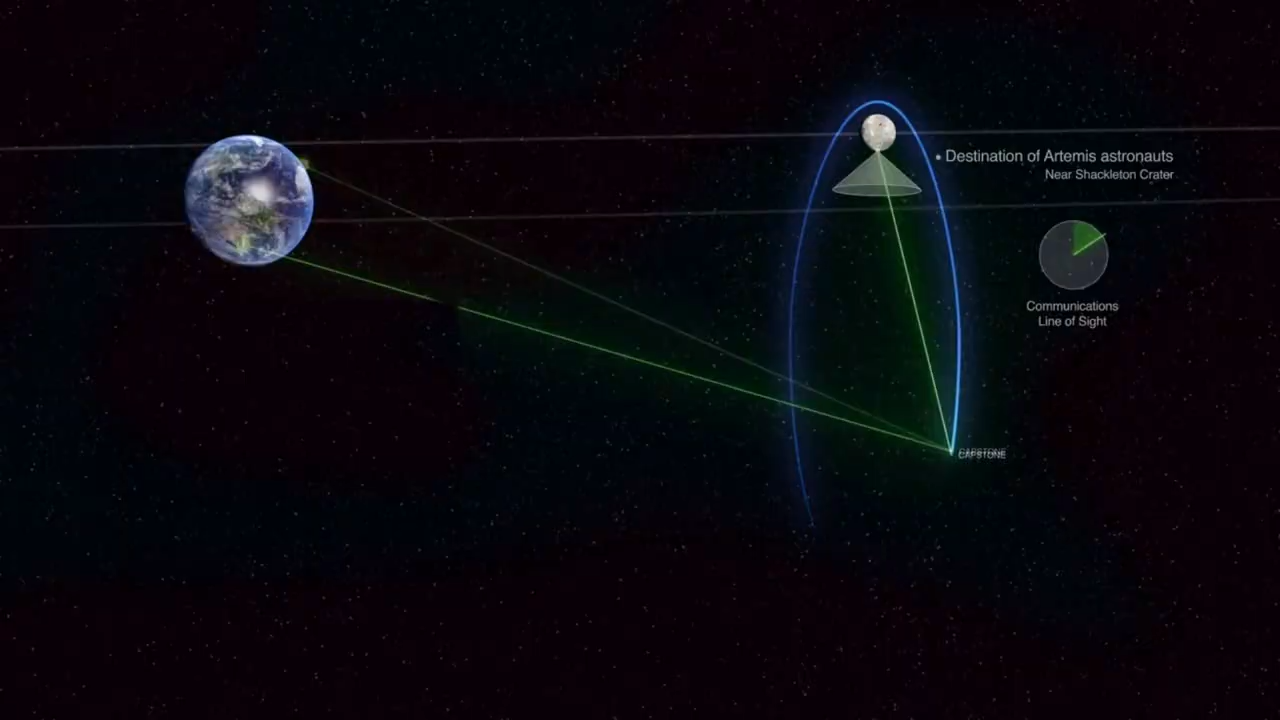 Destination of Artemis astronauts
Near Shackleton Crater
Communications
Line of Sight
CAPSTONE